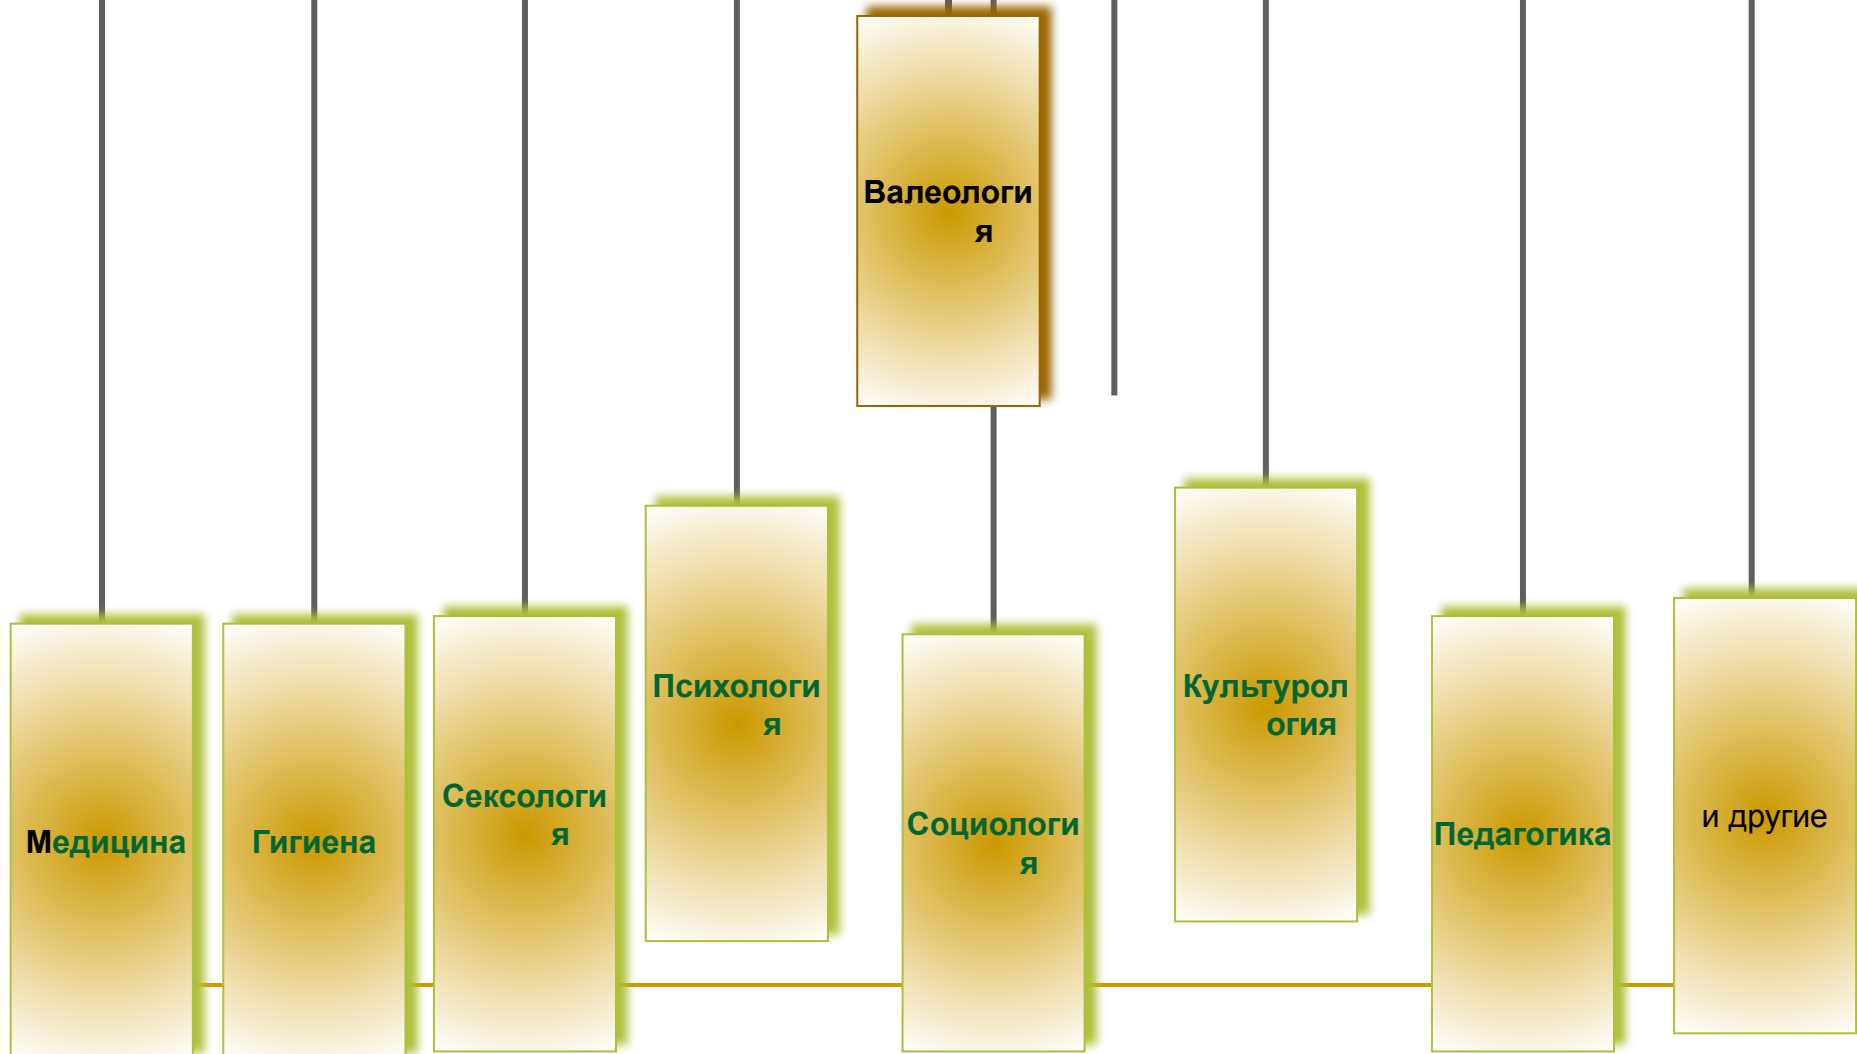 Валеологи
я
Медицина
Гигиена
Сексологи
я
Психологи
я
Социологи
я
Культурол
огия
Педагогика
и другие